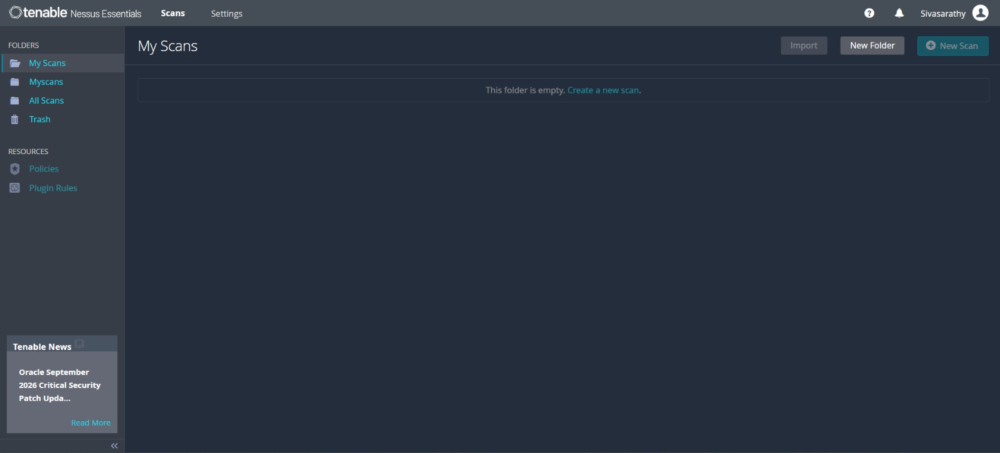 tenable Nessus Essentials Scans Settings ? Sivasarathy
FOLDERS
My Scans
Myscans
All Scans
Trash
RESOURCES
Policies
Plugin Rules
Tenable News
Oracle September
2026 Critical Security
Patch Upda...
Read More
My Scans Import New Folder New Scan
This folder is empty. Create a new scan.